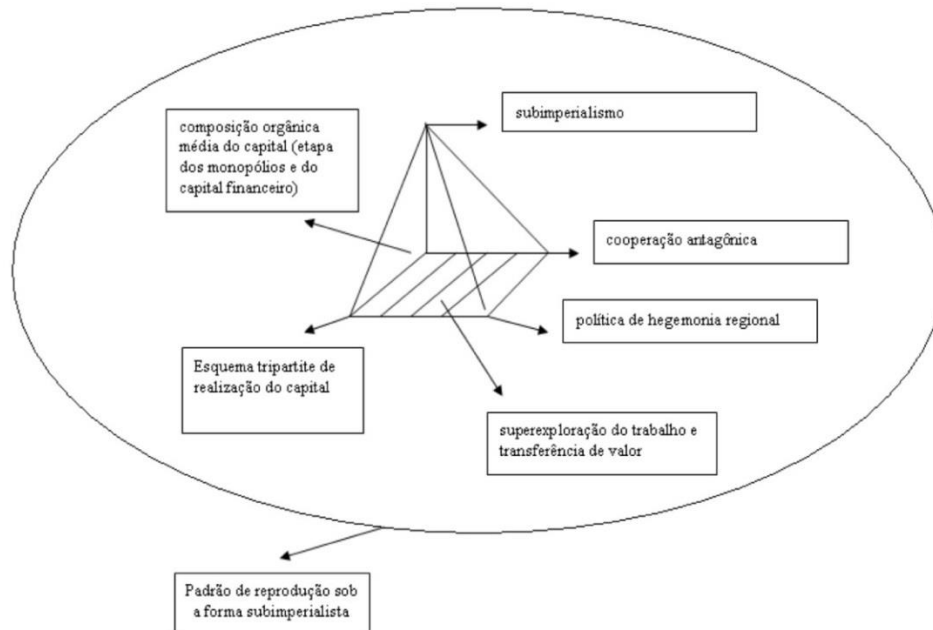 subimperialismo
composição orgânica
média do capital (etapa
dos monopólios e do
capital financeiro)
cooperação antagônica
política de hegemonia regional
Esquema tripartite de
realização do capital
superexploração do trabalho e
transferência de valor
Padrão de reprodução sob
a forma subimperialista